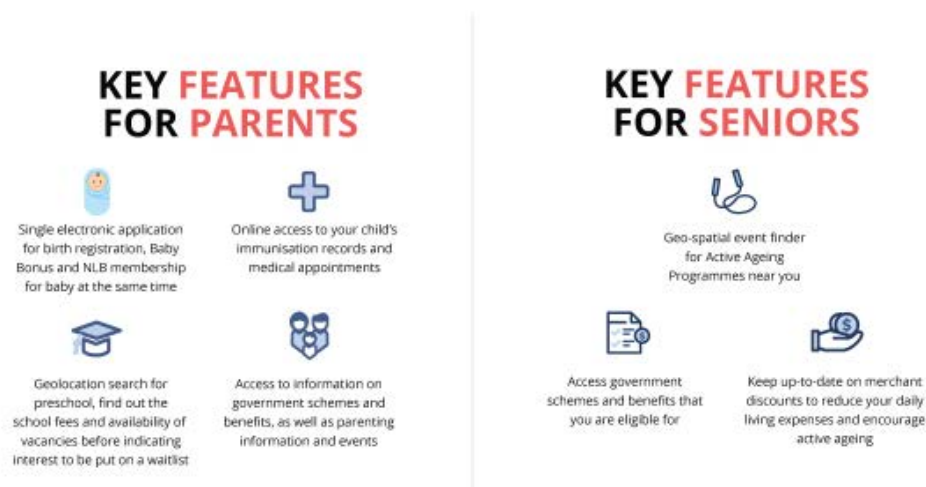 KEY FEATURES
FOR PARENTS
Single electronic application
for birth registration, Baby
Bonus and NLB membership
for baby at the same time
Online access to your child's
immunisation records and
medical appointments
Geolocation search for
preschool, find out the
school fees and availability of
vacancies before indicating
interest to be put on a waitlist
Access to information on
government schemes and
benefits, as well as parenting
information and events
KEY FEATURES
FOR SENIORS
Geo-spatial event finder
for Active Ageing
Programmes near you
Access government
schemes and benefits that
you are eligible for
Keep up-to-date on merchant
discounts to reduce your daily
living expenses and encourage
active ageing